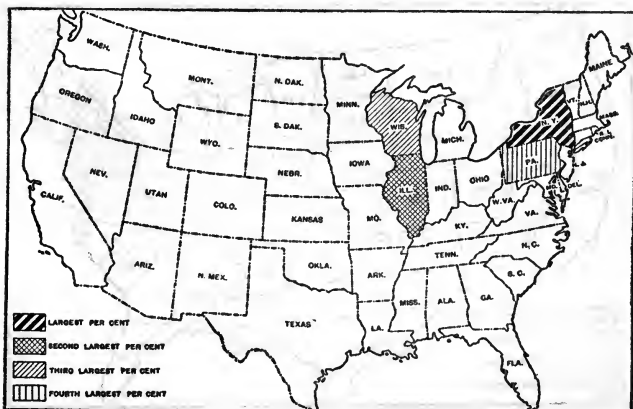 WASH.
MONT.
N. DAK.
MINN.
MAINE
VT.
N.H.
MASS
OREGON
IDAHO
S. DAK.
WIS.
MICH.
N.Y.
CONN.
WYO.
IOWA
PA.
NEV.
NEBR.
ILL.
IND.
OHIO
DEL.
UTAH
COLO.
W. VA.
CALIF.
KANSAS
MO.
KY.
VA.
N.C.
TENN.
ARIZ.
N. MEX.
OKLA.
ARK.
S.C.
MISS.
ALA.
GA.
TEXAS
LA.
FLA.
LARGEST PER CENT
SECOND LARGEST PER CENT
THIRD LARGEST PER CENT
FOURTH LARGEST PER CENT